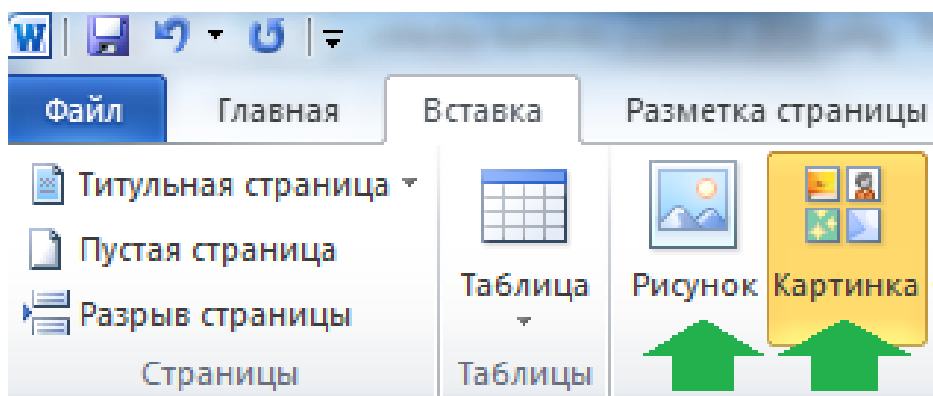 W
Файл Главная Вставка Разметка страницы
Титульная страница
Пустая страница
Разрыв страницы
Страницы
Таблица
Таблицы
Рисунок Картинка